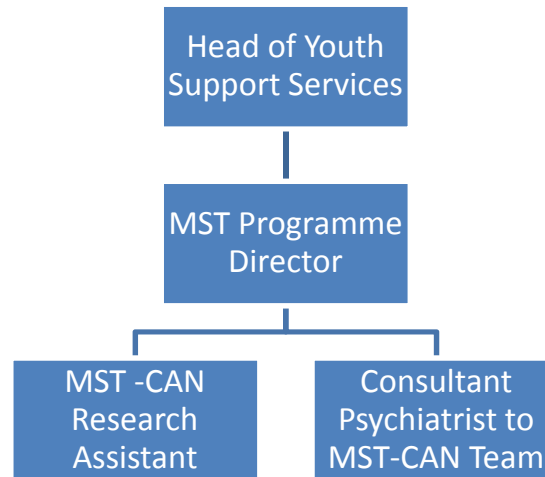 Head of Youth
Support Services
MST Programme
Director
MST -CAN
Research
Assistant
Consultant
Psychiatrist to
MST-CAN Team